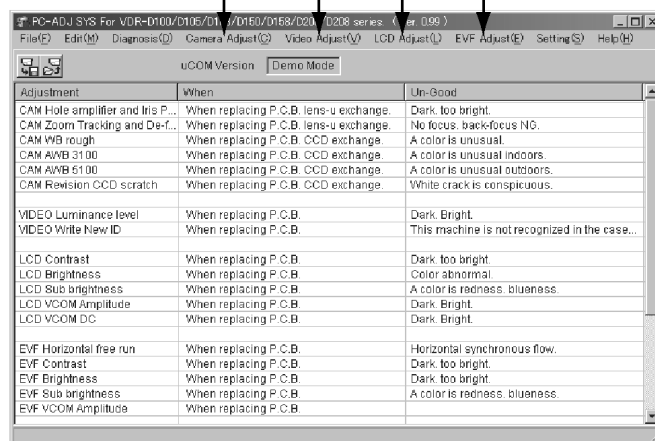 PC-ADJ SYS For VDR-D100/D105/D1 /D150/D158/D20 /D208 series. ( er. 0.99 )
File(F) Edit(M) Diagnosis(D) Camera Adjust(C) Video Adjust(V) LCD Adjust(L) EVF Adjust(E) Setting(S) Help(H)
uCOM Version Demo Mode
Adjustment When Un-Good
CAM Hole amplifier and Iris P... When replacing P.C.B. lens-u exchange. Dark. too bright.
CAM Zoom Tracking and De-f... When replacing P.C.B. lens-u exchange. No focus. back-focus NG.
CAM WB rough When replacing P.C.B. CCD exchange. A color is unusual.
CAM AWB 3100 When replacing P.C.B. CCD exchange. A color is unusual indoors.
CAM AWB 5100 When replacing P.C.B. CCD exchange. A color is unusual outdoors.
CAM Revision CCD scratch When replacing P.C.B. CCD exchange. White crack is conspicuous.
VIDEO Luminance level When replacing P.C.B. Dark. Bright.
VIDEO Write New ID When replacing P.C.B. This machine is not recognized in the case...
LCD Contrast When replacing P.C.B. Dark. too bright.
LCD Brightness When replacing P.C.B. Color abnormal.
LCD Sub brightness When replacing P.C.B. A color is redness. blueness.
LCD VCOM Amplitude When replacing P.C.B. Dark. Bright.
LCD VCOM DC When replacing P.C.B. Dark. Bright.
EVF Horizontal free run When replacing P.C.B. Horizontal synchronous flow.
EVF Contrast When replacing P.C.B. Dark. too bright.
EVF Brightness When replacing P.C.B. Dark. too bright.
EVF Sub brightness When replacing P.C.B. A color is redness. blueness.
EVF VCOM Amplitude When replacing P.C.B.